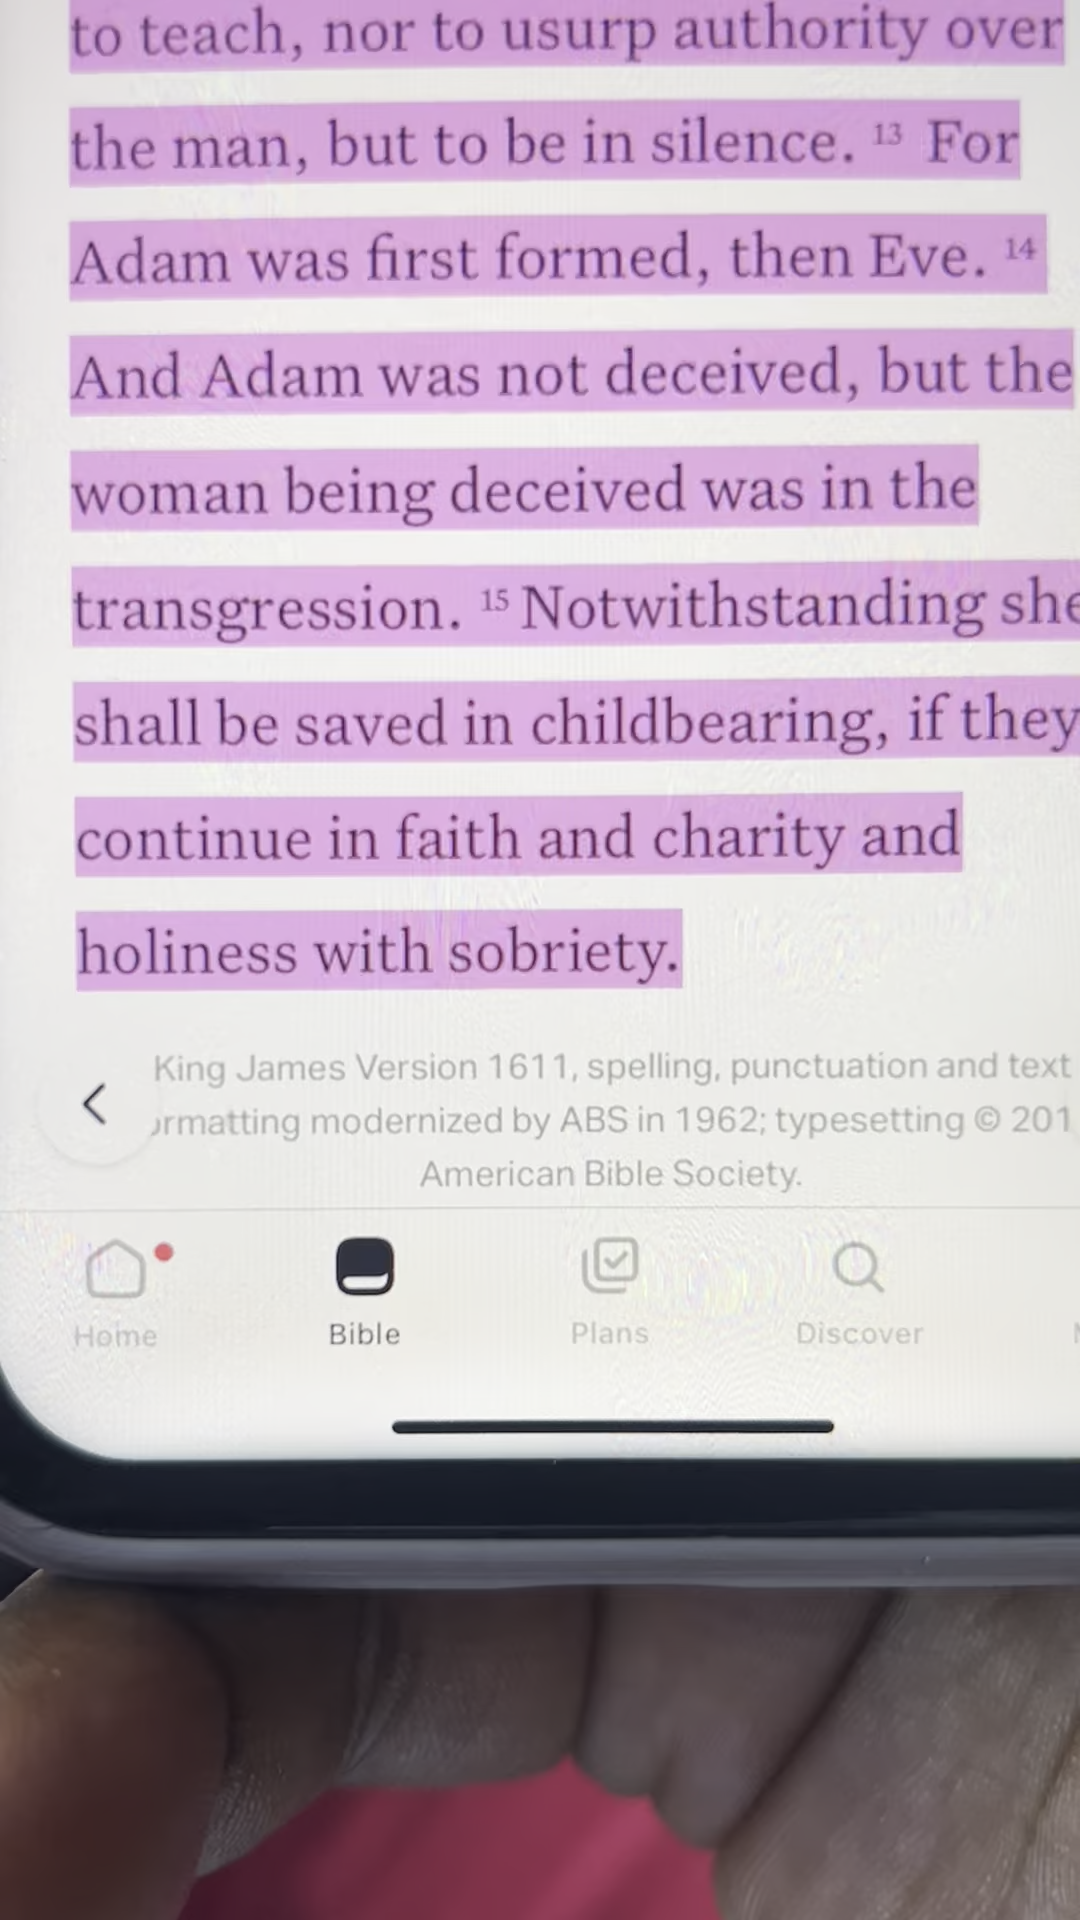 to teach, nor to usurp authority over
the man, but to be in silence. 13 For
Adam was first formed, then Eve. 14
And Adam was not deceived, but the
woman being deceived was in the
transgression. 15 Notwithstanding she
shall be saved in childbearing, if they
continue in faith and charity and
holiness with sobriety.
King James Version 1611, spelling, punctuation and text
ormatting modernized by ABS in 1962; typesetting © 201
American Bible Society.
Home Bible Plans Discover